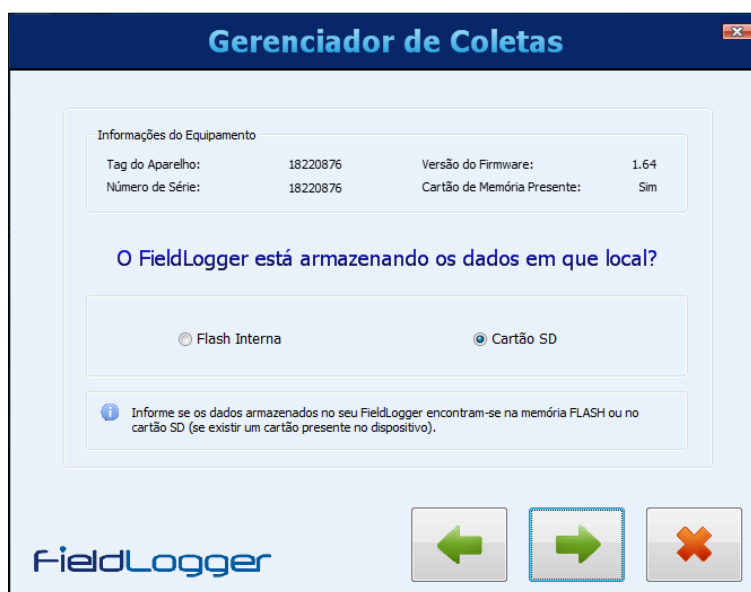 Gerenciador de Coletas
Informações do Equipamento
Tag do Aparelho: 18220876 Versão do Firmware: 1.64
Número de Série: 18220876 Cartão de Memória Presente: Sim
O FieldLogger está armazenando os dados em que local?
Flash Interna Cartão SD
Informe se os dados armazenados no seu FieldLogger encontram-se na memória FLASH ou no
cartão SD (se existir um cartão presente no dispositivo).
FieldLogger